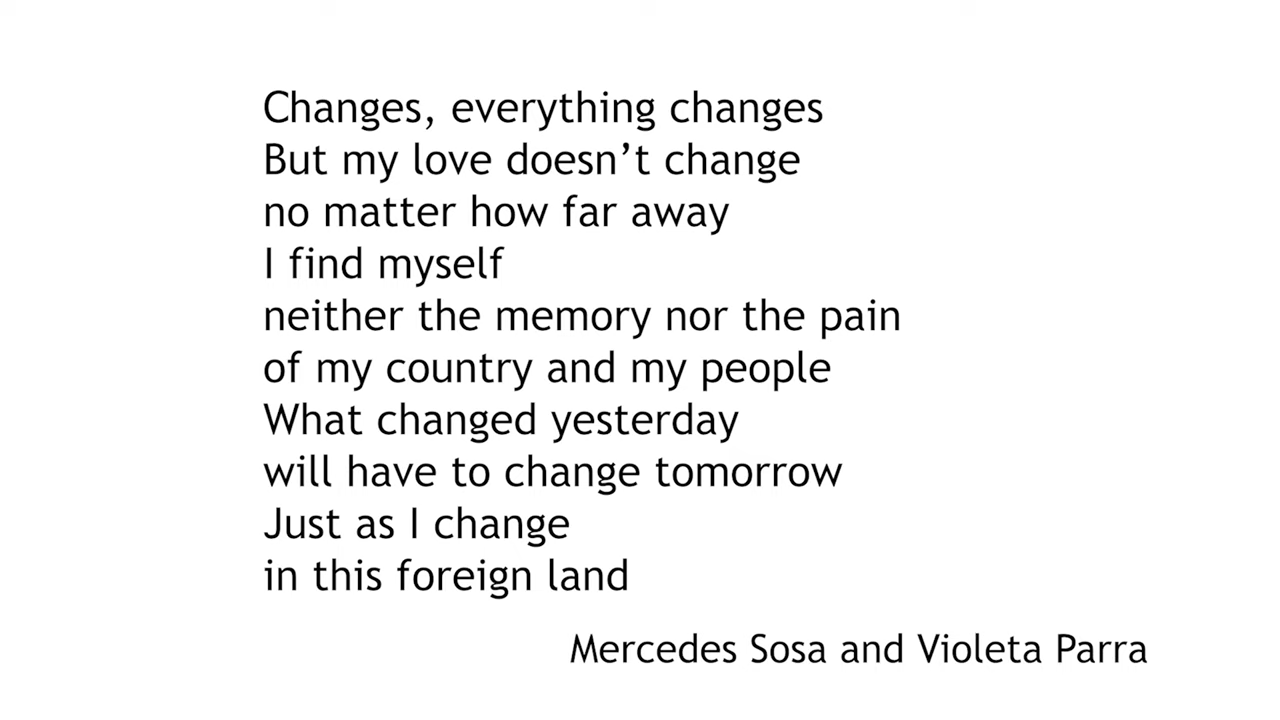 Changes, everything changes
But my love doesn’t change
no matter how far away
I find myself
neither the memory nor the pain
of my country and my people
What changed yesterday
will have to change tomorrow
Just as I change
in this foreign land
Mercedes Sosa and Violeta Parra